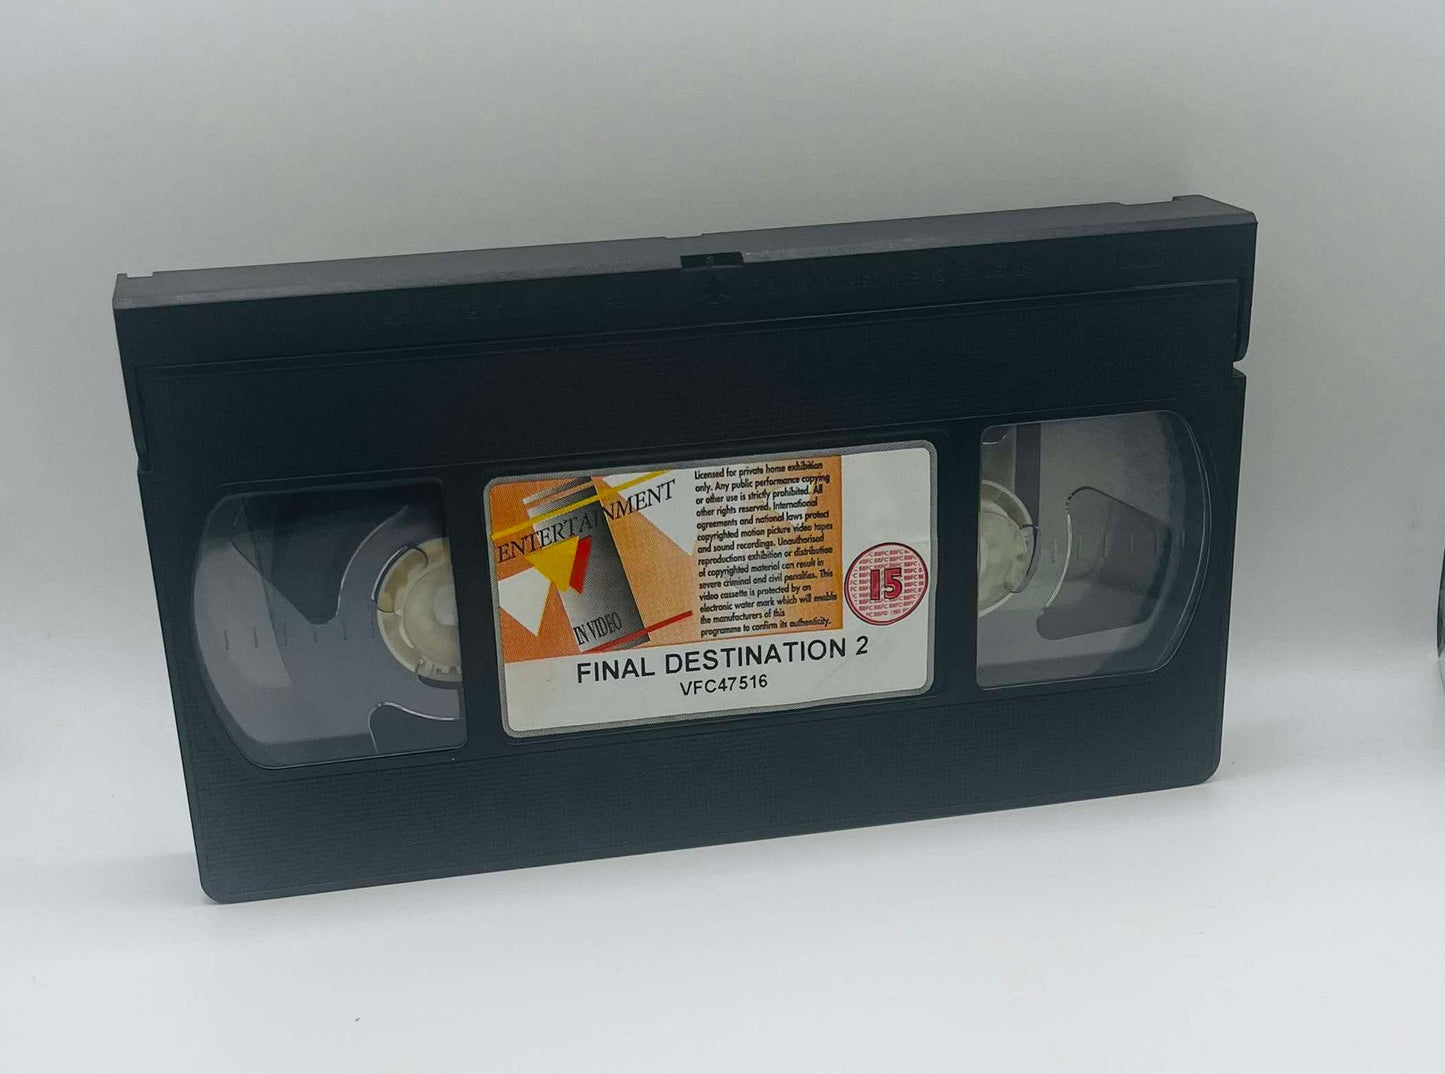 ENTERTAINMENT
IN VIDEO
Licensed for private home exhibition
only. Any public performance copying
or other use is strictly prohibited. All
other rights reserved. International
agreements and national laws protect
copyrighted motion picture video tapes
and sound recordings. Unauthorised
reproductions exhibition or distribution
of copyrighted material can result in
severe criminal and civil penalties. This
video cassette is protected by an
electronic water mark which will enable
the manufacturers of this
programme to confirm its authenticity.
15
FINAL DESTINATION 2
VFC47516